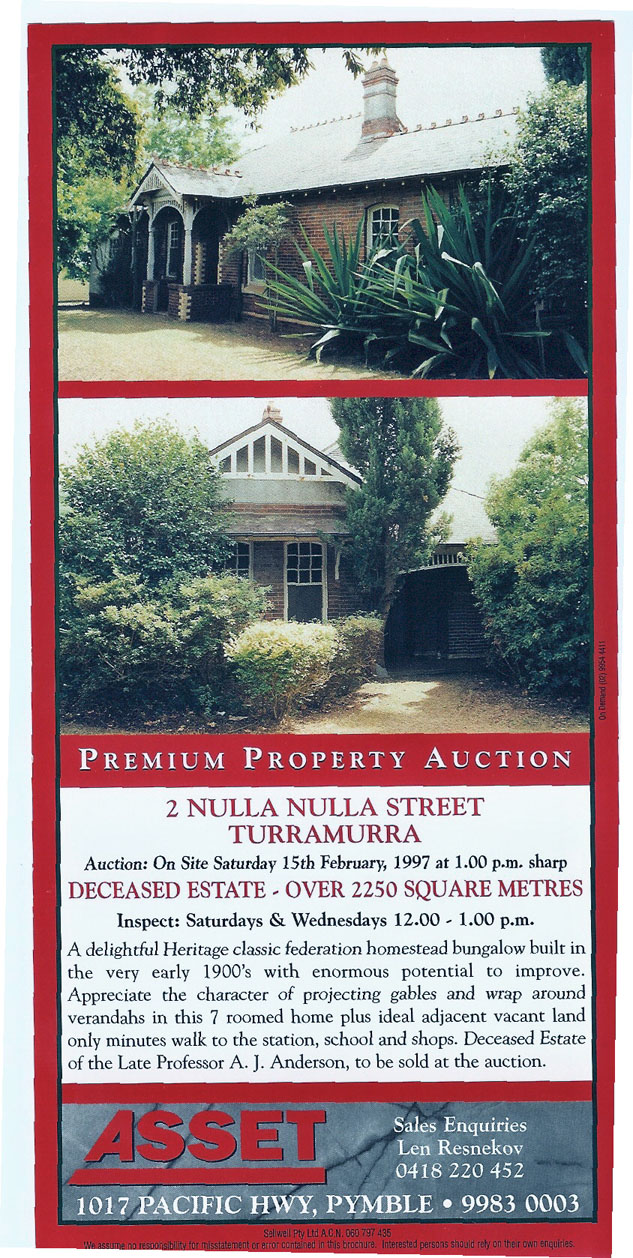 PREMIUM PROPERTY AUCTION
2 NULLA NULLA STREET
TURRAMURRA
Auction: On Site Saturday 15th February, 1997 at 1.00 p.m. sharp
DECEASED ESTATE - OVER 2250 SQUARE METRES
Inspect: Saturdays & Wednesdays 12.00 - 1.00 p.m.
A delightful Heritage classic federation homestead bungalow built in
the very early 1900's with enormous potential to improve.
Appreciate the character of projecting gables and wrap around
verandahs in this 7 roomed home plus ideal adjacent vacant land
only minutes walk to the station, school and shops. Deceased Estate
of the Late Professor A. J. Anderson, to be sold at the auction.
ASSET
Sales Enquiries
Len Resnekov
0418 220 452
1017 PACIFIC HWY, PYMBLE • 9983 0003
Sellwell Pty Ltd A.C.N. 060 797 435
We assume no responsibility for misstatement or error contained in this brochure. Interested persons should rely on their own enquiries.
On Demand (02) 9954 4411